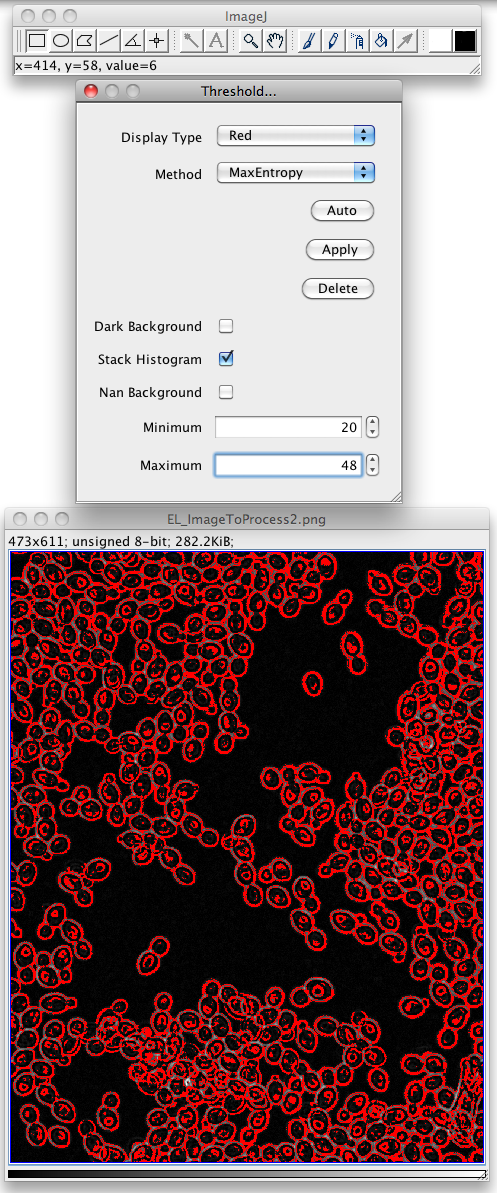 ImageJ
A
x=414, y=58, value=6
Threshold...
Display Type Red
Method MaxEntropy
Auto
Apply
Delete
Dark Background
Stack Histogram
Nan Background
Minimum 20
Maximum 48
EL_ImageToProcess2.png
473x611; unsigned 8-bit; 282.2KiB;